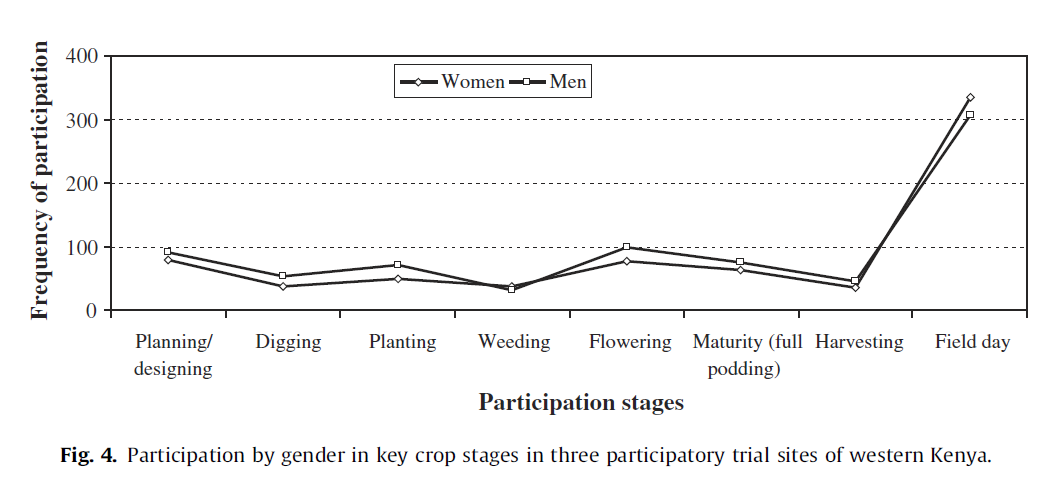 Frequency of participation
400
300
200
100
0
Women Men
Planning/
designing
Digging
Planting
Weeding
Flowering
Maturity (full
podding)
Harvesting
Field day
Participation stages
Fig. 4. Participation by gender in key crop stages in three participatory trial sites of western Kenya.